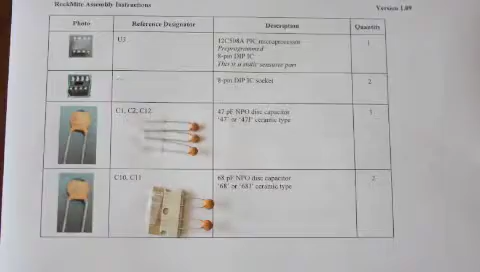 RockMite Assembly Instructions
Version 1.09
Photo Reference Designator Description Quantity
U3 12C508A PIC microprocessor 1
Preprogrammed
8-pin DIP IC
This is a static sensitive part
8-pin DIP IC socket 2
C1, C2, C12 47 pF NPO disc capacitor 3
'47' or '47J' ceramic type
C10, C11 68 pF NPO disc capacitor 2
'68' or '68J' ceramic type